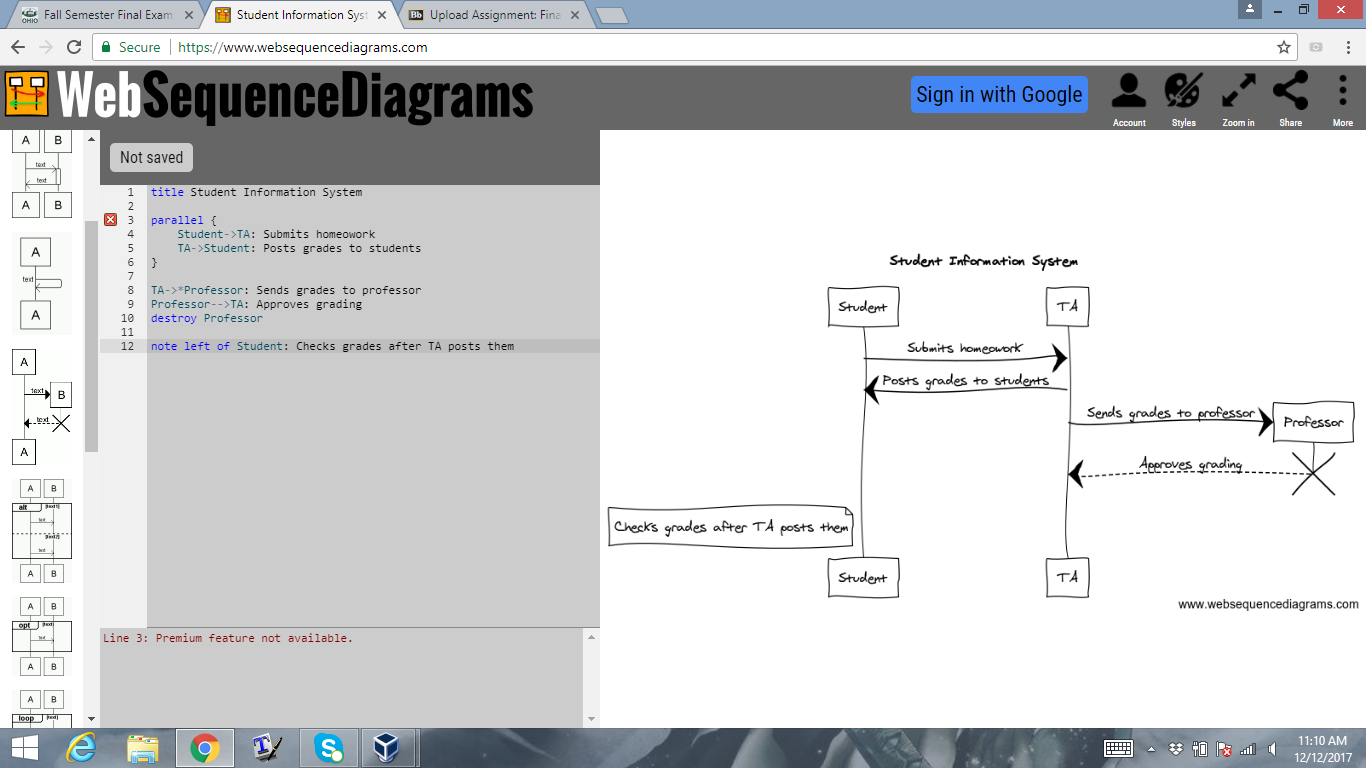 Fall Semester Final Exam
Student Information Syst
Upload Assignment: Fina
Secure https://www.websequencediagrams.com
WebSequenceDiagrams
Sign in with Google
Account Styles Zoom in Share More
Not saved
A B
text
text
A B
A
text
A
A
text B
text
A
A B
alt [text1]
text
[text2]
text
A B
A B
opt [text]
text
A B
A B
loop [text]
1 title Student Information System
2
3 parallel {
4 Student->TA: Submits homeowork
5 TA->Student: Posts grades to students
6 }
7
8 TA->*Professor: Sends grades to professor
9 Professor-->TA: Approves grading
10 destroy Professor
11
12 note left of Student: Checks grades after TA posts them
Line 3: Premium feature not available.
Student Information System
Student TA
Submits homeowork
Posts grades to students
Sends grades to professor Professor
Approves grading
Checks grades after TA posts them
Student TA
www.websequencediagrams.com
11:10 AM
12/12/2017